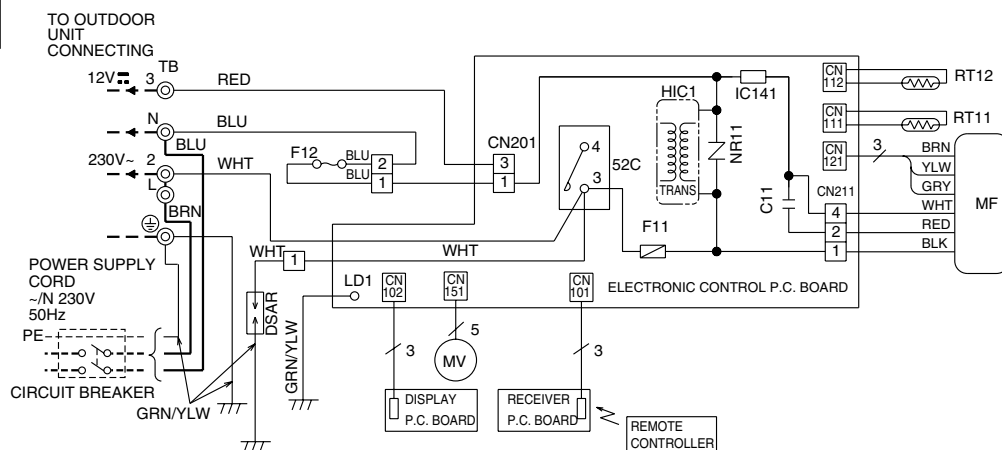 TO OUTDOOR
UNIT
CONNECTING
12V 3 TB
RED
N
BLU
BLU
230V~ 2
WHT
L
BRN
F12
BLU 2
BLU 1
CN201
3
1
4
52C
3
HIC1
TRANS
NR11
IC141
C11
F11
CN
112
RT12
CN
111
RT11
CN
121
3
BRN
YLW
GRY
CN211
4 WHT
2 RED
1 BLK
MF
WHT 1 WHT
DSAR
LD1
GRN/YLW
CN
102
CN
151
CN
101
ELECTRONIC CONTROL P.C. BOARD
3
5
3
MV
DISPLAY
P.C. BOARD
RECEIVER
P.C. BOARD
REMOTE
CONTROLLER
POWER SUPPLY
CORD
~/N 230V
50Hz
PE
CIRCUIT BREAKER
GRN/YLW